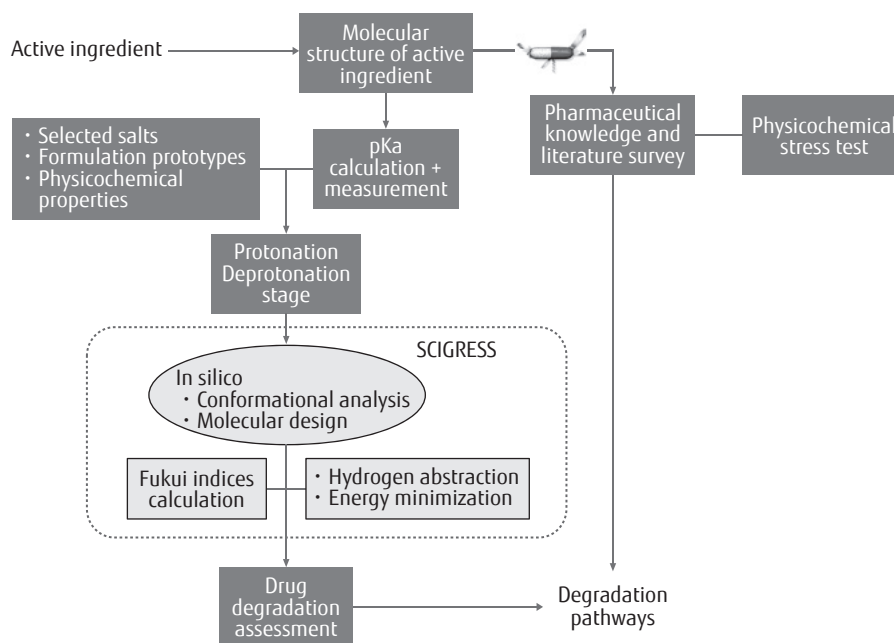 Active ingredient
Molecular
structure of active
ingredient
・Selected salts
・Formulation prototypes
・Physicochemical
properties
pKa
calculation +
measurement
Pharmaceutical
knowledge and
literature survey
Physicochemical
stress test
Protonation
Deprotonation
stage
SCIGRESS
In silico
・Conformational analysis
・Molecular design
Fukui indices
calculation
・Hydrogen abstraction
・Energy minimization
Drug
degradation
assessment
Degradation
pathways